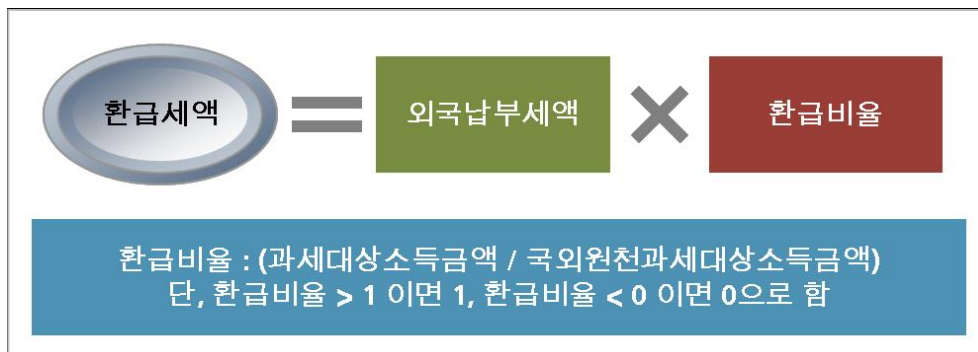 환급세액 = 외국납부세액 × 환급비율
환급비율 : (과세대상소득금액 / 국외원천과세대상소득금액)
단, 환급비율 > 1 이면 1, 환급비율 < 0 이면 0으로 함